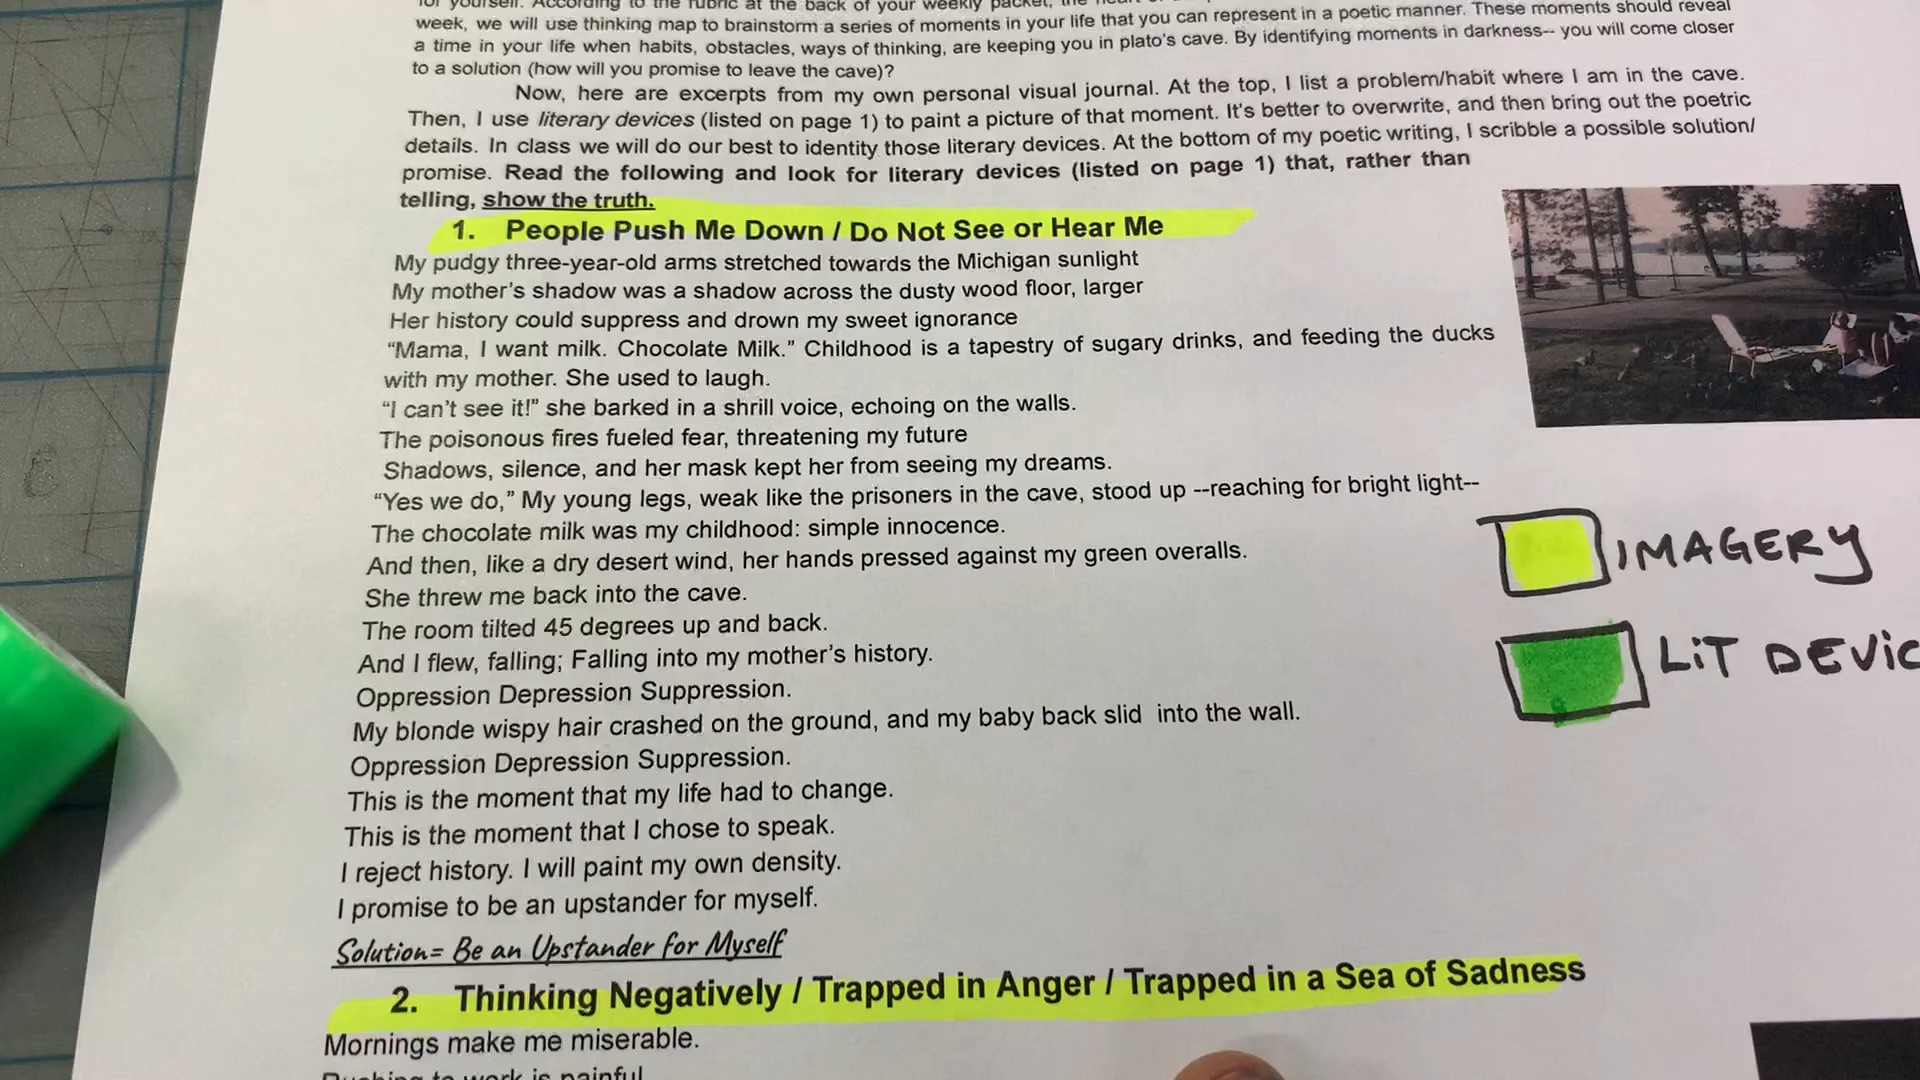 for yourself. According to the rubric at the back of your weekly packet, the
week, we will use thinking map to brainstorm a series of moments in your life that you can represent in a poetic manner. These moments should reveal
a time in your life when habits, obstacles, ways of thinking, are keeping you in plato's cave. By identifying moments in darkness-- you will come closer
to a solution (how will you promise to leave the cave)?
Now, here are excerpts from my own personal visual journal. At the top, I list a problem/habit where I am in the cave.
Then, I use literary devices (listed on page 1) to paint a picture of that moment. It's better to overwrite, and then bring out the poetric
details. In class we will do our best to identity those literary devices. At the bottom of my poetic writing, I scribble a possible solution/
promise. Read the following and look for literary devices (listed on page 1) that, rather than
telling, show the truth.
1. People Push Me Down / Do Not See or Hear Me
My pudgy three-year-old arms stretched towards the Michigan sunlight
My mother's shadow was a shadow across the dusty wood floor, larger
Her history could suppress and drown my sweet ignorance
"Mama, I want milk. Chocolate Milk." Childhood is a tapestry of sugary drinks, and feeding the ducks
with my mother. She used to laugh.
"I can't see it!" she barked in a shrill voice, echoing on the walls.
The poisonous fires fueled fear, threatening my future
Shadows, silence, and her mask kept her from seeing my dreams.
"Yes we do," My young legs, weak like the prisoners in the cave, stood up --reaching for bright light--
The chocolate milk was my childhood: simple innocence.
And then, like a dry desert wind, her hands pressed against my green overalls.
She threw me back into the cave.
The room tilted 45 degrees up and back.
And I flew, falling; Falling into my mother's history.
Oppression Depression Suppression.
My blonde wispy hair crashed on the ground, and my baby back slid into the wall.
Oppression Depression Suppression.
This is the moment that my life had to change.
This is the moment that I chose to speak.
I reject history. I will paint my own density.
I promise to be an upstander for myself.
Solution= Be an Upstander for Myself
2. Thinking Negatively / Trapped in Anger / Trapped in a Sea of Sadness
Mornings make me miserable.
work is painful
IMAGERY
LiT DEVIC